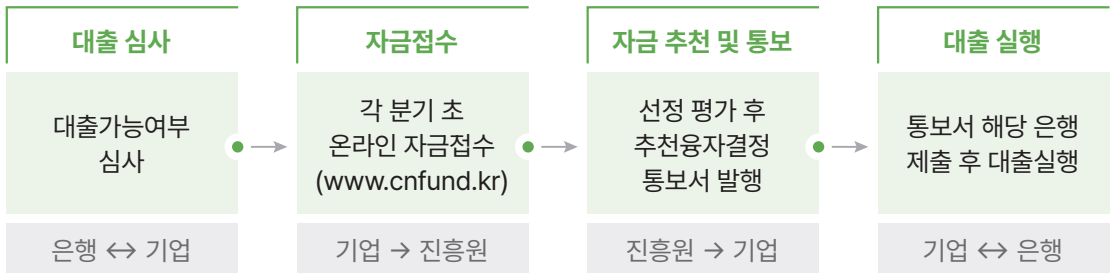 대출 심사
대출가능여부
심사
은행 ↔ 기업
자금접수
각 분기 초
온라인 자금접수
(www.cnfund.kr)
기업 → 진흥원
자금 추천 및 통보
선정 평가 후
추천융자결정
통보서 발행
진흥원 → 기업
대출 실행
통보서 해당 은행
제출 후 대출실행
기업 ↔ 은행